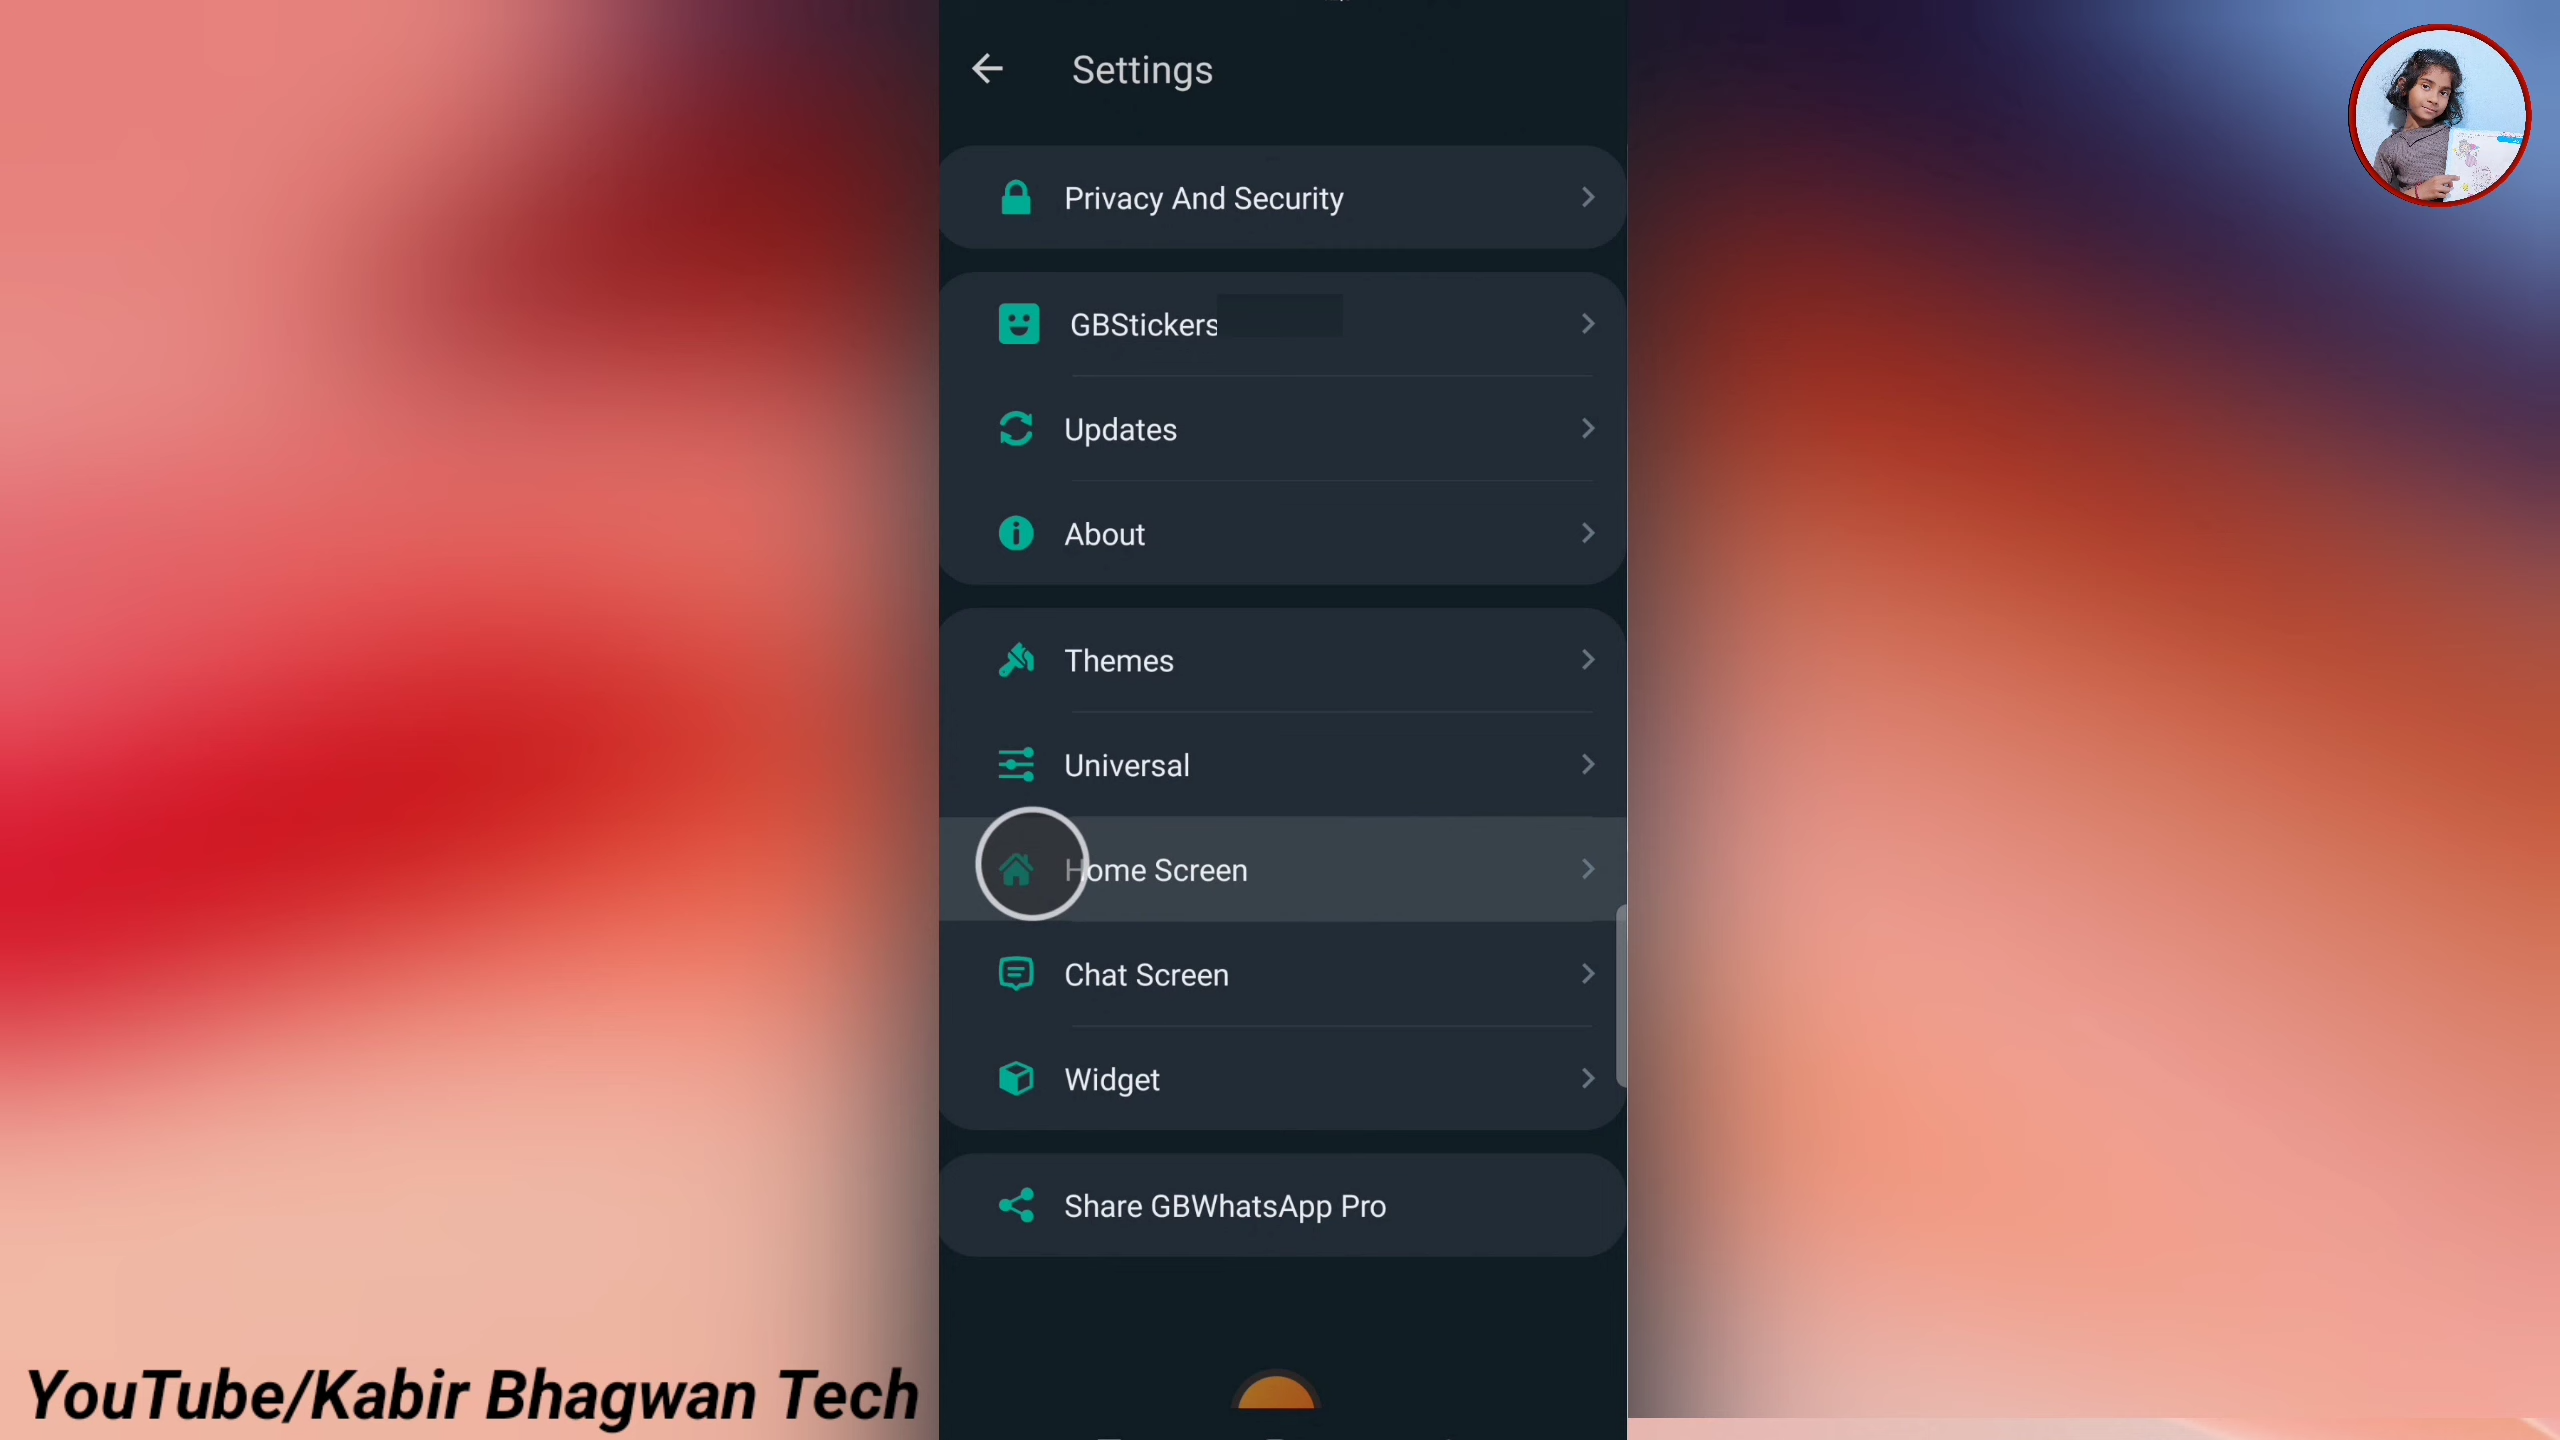 Settings
Privacy And Security
GBStickers
Updates
About
Themes
Universal
Home Screen
Chat Screen
Widget
Share GBWhatsApp Pro
YouTube/Kabir Bhagwan Tech